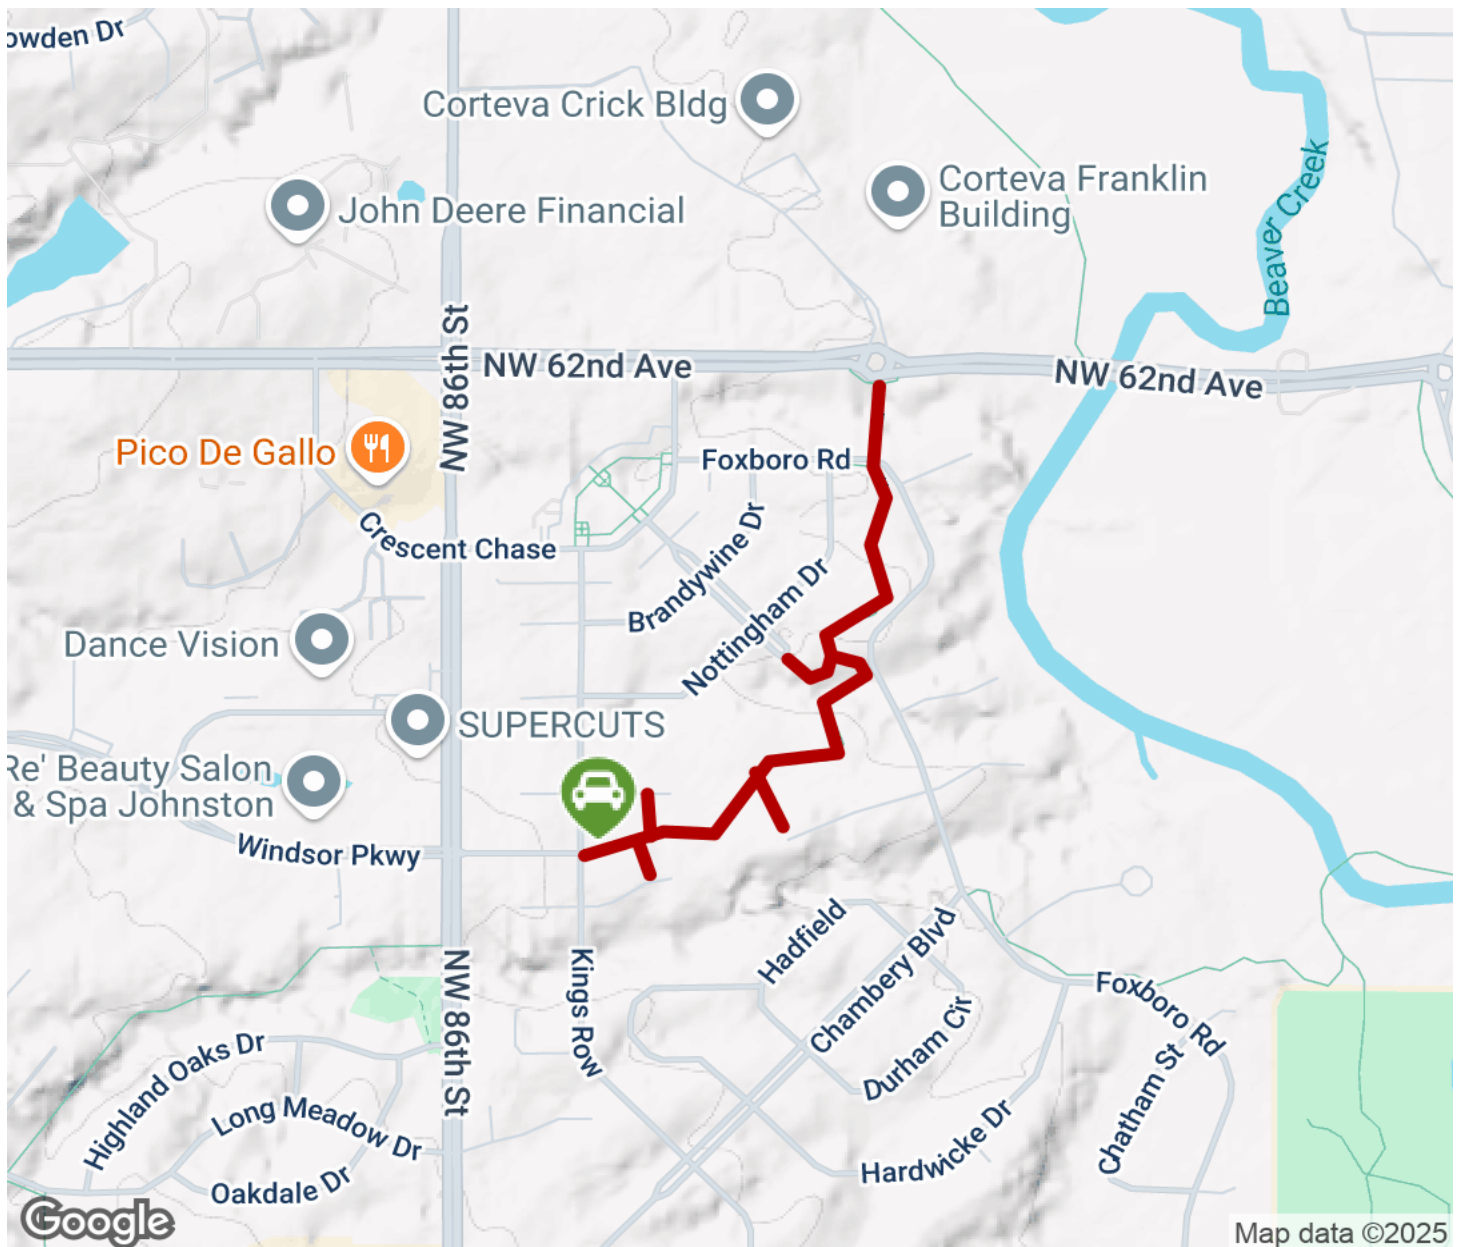 owden Dr
Corteva Crick Bldg
Corteva Franklin
Building
Beaver Creek
John Deere Financial
NW 86th St
NW 62nd Ave
NW 62nd Ave
Pico De Gallo
Foxboro Rd
Crescent Chase
Brandywine Dr
Nottingham Dr
Dance Vision
SUPERCUTS
Re' Beauty Salon
& Spa Johnston
Windsor Pkwy
Hadfield
Chambery Blvd
Kings Row
NW 86th St
Foxboro Rd
Durham Cir
Highland Oaks Dr
Chatham St
Long Meadow Dr
Hardwicke Dr
Oakdale Dr
Google
Map data ©2025